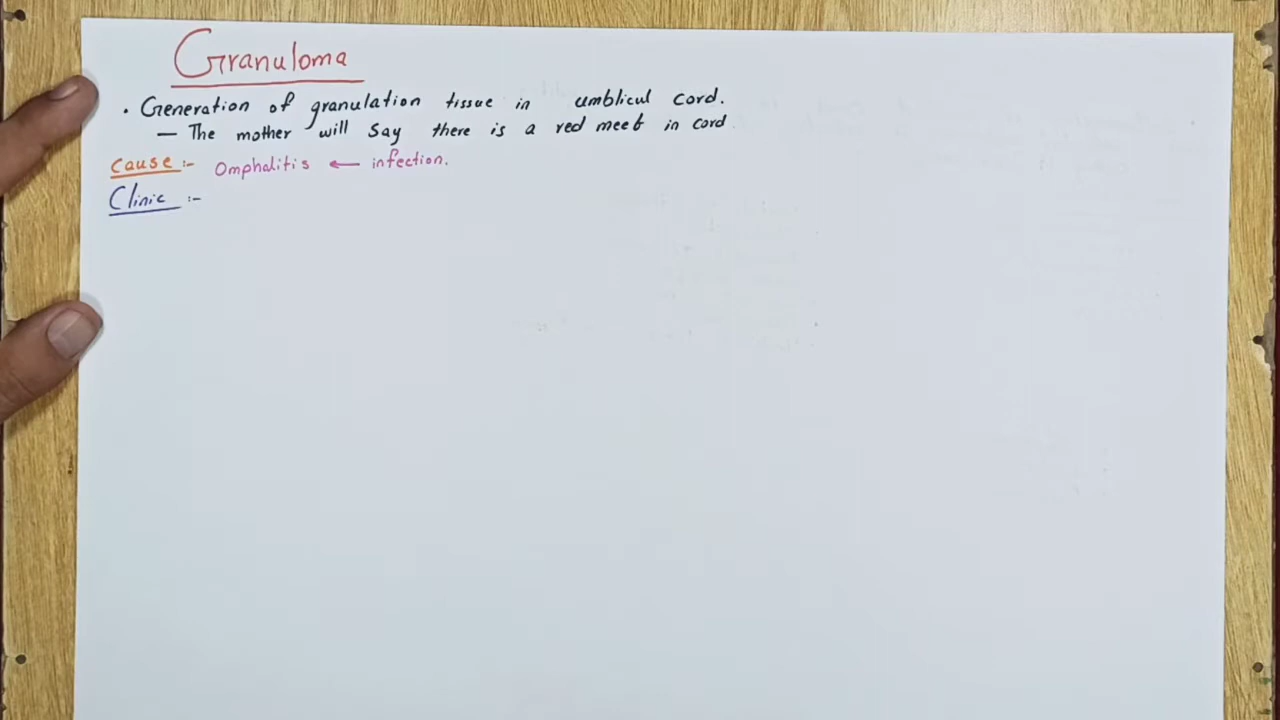 Granuloma
• Generation of granulation tissue in umblicul cord.
— The mother will say there is a red meet in cord
Cause :- Omphalitis ← infection.
Clinic :-